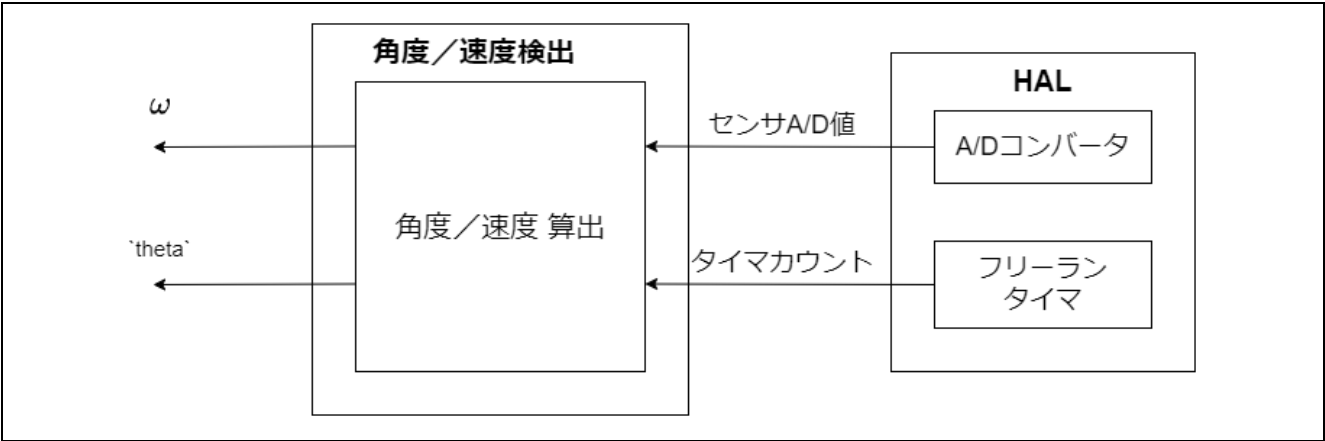 角度／速度検出
HAL
ω
センサA/D値
A/Dコンバータ
角度／速度 算出
`theta`
タイマカウント
フリーラン
タイマ